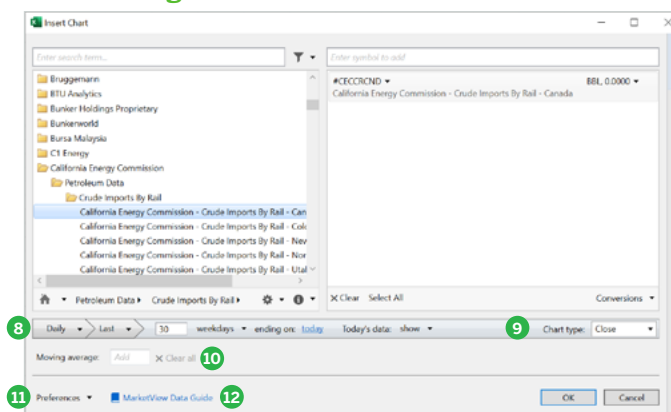 Insert Chart
Enter search term...
Enter symbol to add
Bruggemann
BTU Analytics
Bunker Holdings Proprietary
Bunkerworld
Bursa Malaysia
C1 Energy
California Energy Commission
Petroleum Data
Crude Imports By Rail
California Energy Commission - Crude Imports By Rail - Can
California Energy Commission - Crude Imports By Rail - Colo
California Energy Commission - Crude Imports By Rail - Nev
California Energy Commission - Crude Imports By Rail - Nor
California Energy Commission - Crude Imports By Rail - Utal
#CECCRCND BBL, 0.0000
California Energy Commission - Crude Imports By Rail - Canada
Petroleum Data Crude Imports By Rail
Clear Select All Conversions
8 Daily Last 30 weekdays ending on: today Today's data: show 9 Chart type: Close
Moving average: Add Clear all 10
11 Preferences MarketView Data Guide 12 OK Cancel